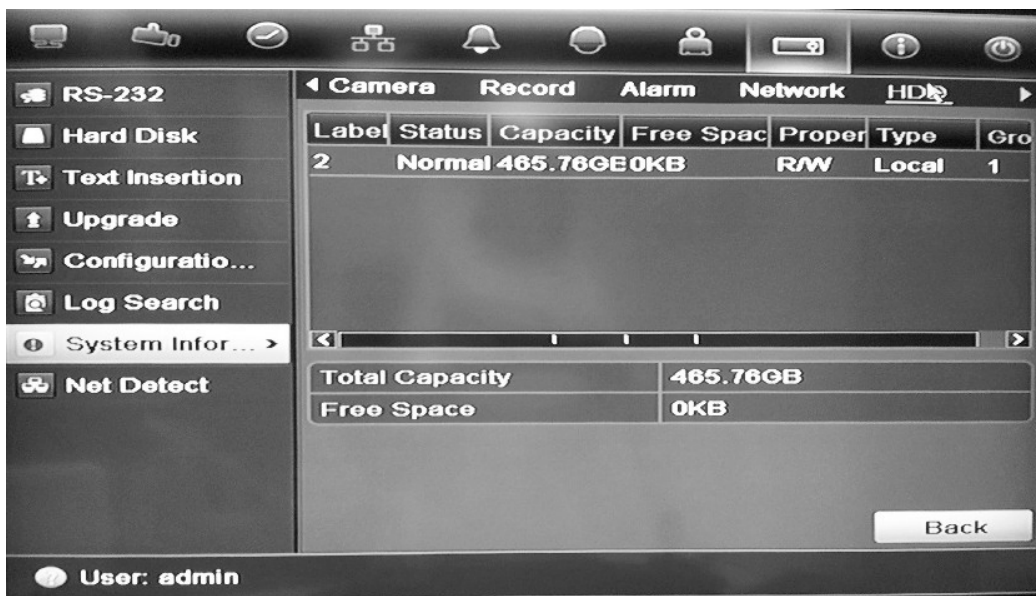 RS-232
Hard Disk
Text Insertion
Upgrade
Configuratio...
Log Search
System Infor... >
Net Detect
Camera Record Alarm Network HDD
Label Status Capacity Free Spac Proper Type Gro
2 Normal 465.76GB 0KB R/W Local 1
Total Capacity 465.76GB
Free Space 0KB
Back
User: admin